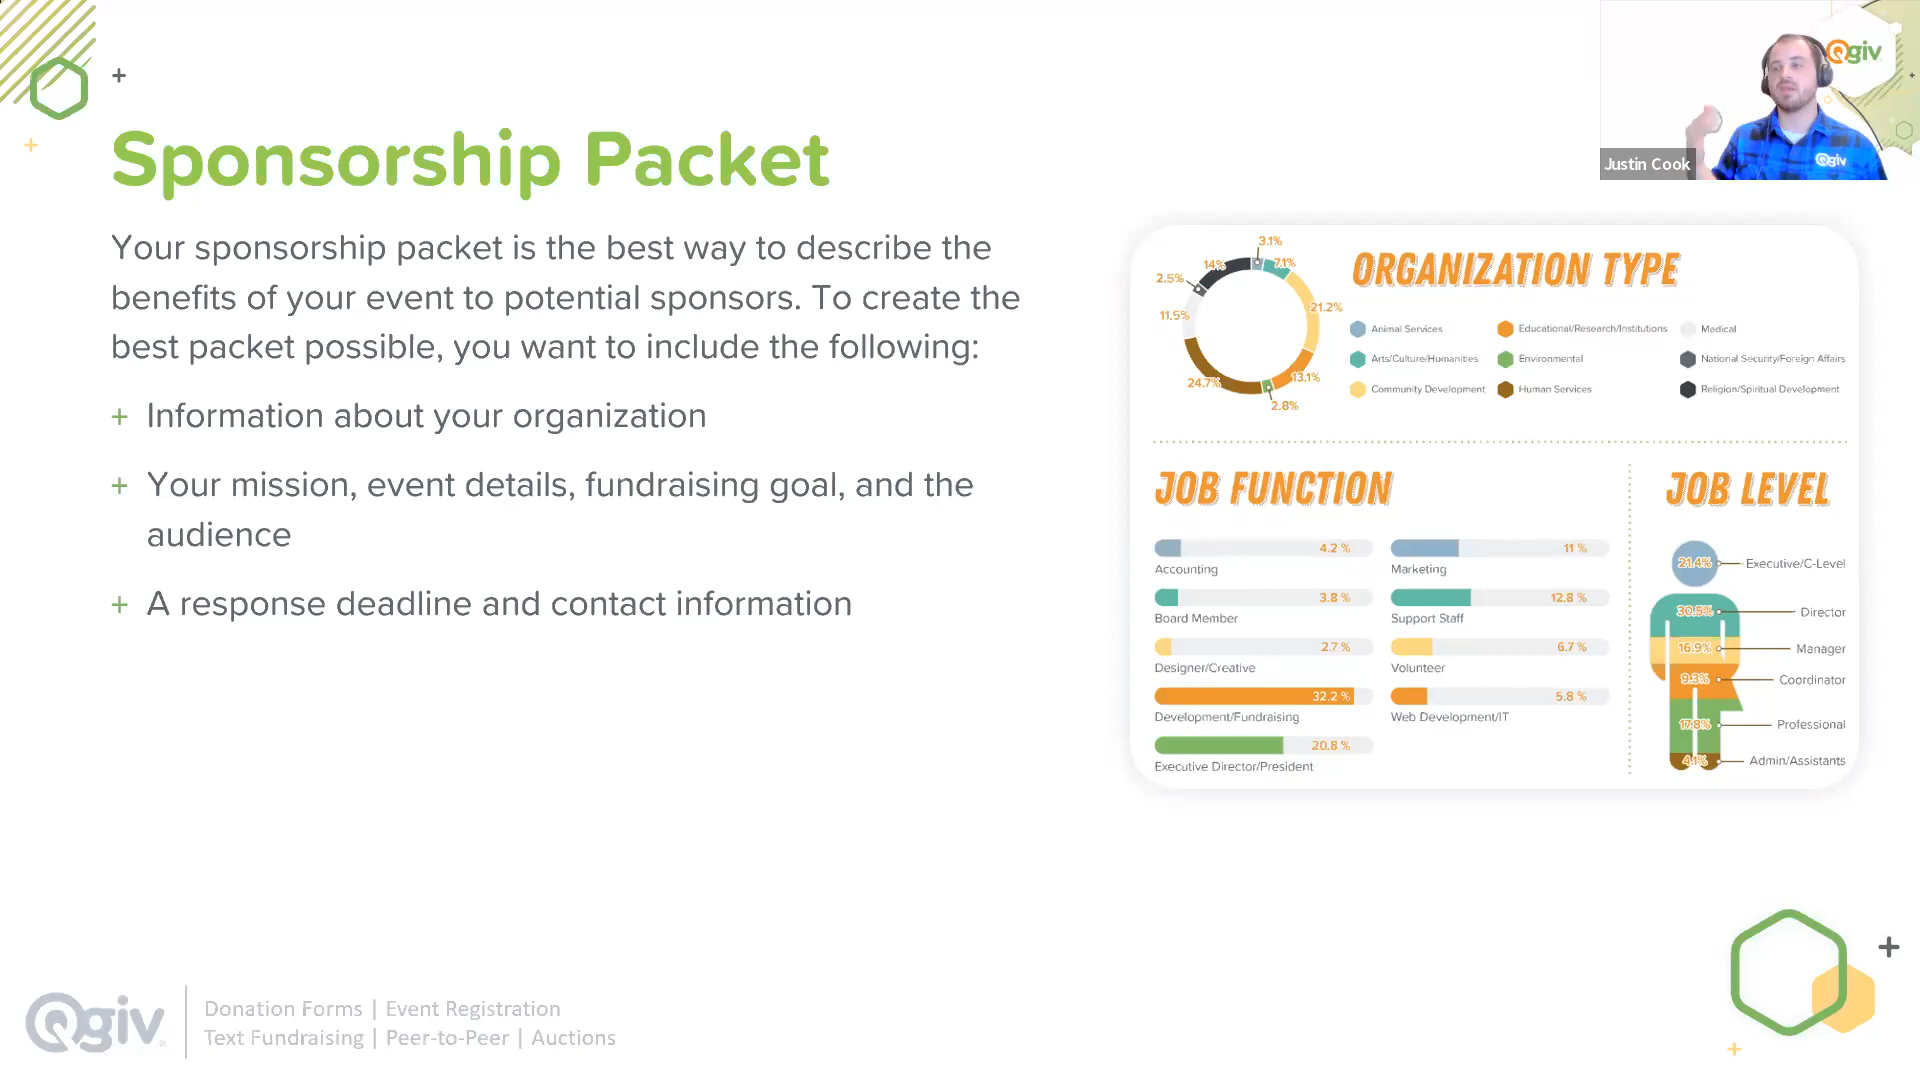 Qgiv
Justin Cook
Qgiv
Sponsorship Packet
Your sponsorship packet is the best way to describe the
benefits of your event to potential sponsors. To create the
best packet possible, you want to include the following:
+ Information about your organization
+ Your mission, event details, fundraising goal, and the
audience
+ A response deadline and contact information
ORGANIZATION TYPE
3.1%
7.1%
21.2%
13.1%
2.8%
24.7%
11.5%
2.5%
14%
Animal Services
Arts/Culture/Humanities
Community Development
Educational/Research/Institutions
Environmental
Human Services
Medical
National Security/Foreign Affairs
Religion/Spiritual Development
JOB FUNCTION
4.2 %
Accounting
3.8 %
Board Member
2.7 %
Designer/Creative
32.2 %
Development/Fundraising
20.8 %
Executive Director/President
11 %
Marketing
12.8 %
Support Staff
6.7 %
Volunteer
5.8 %
Web Development/IT
JOB LEVEL
21.4% Executive/C-Level
30.5% Director
16.9% Manager
9.3% Coordinator
17.8% Professional
4.1% Admin/Assistants
Qgiv
Donation Forms | Event Registration
Text Fundraising | Peer-to-Peer | Auctions